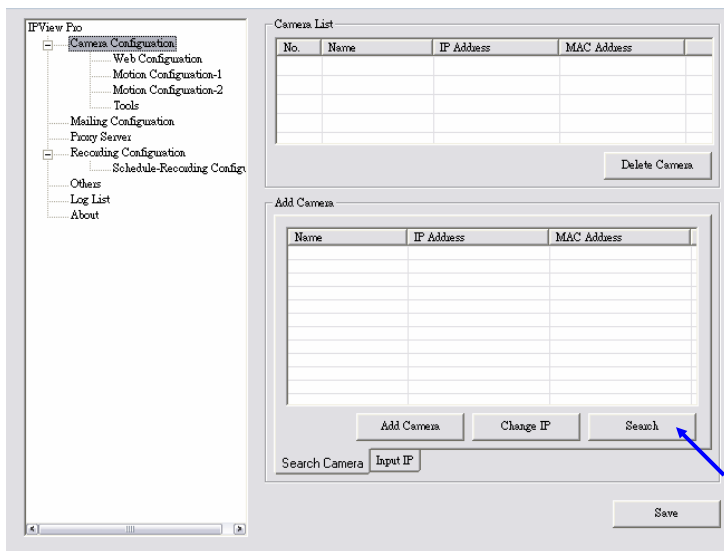 IPView Pro
Camera Configuration
Web Configuration
Motion Configuration-1
Motion Configuration-2
Tools
Mailing Configuration
Proxy Server
Recording Configuration
Schedule-Recording Configu
Others
Log List
About
Camera List
No. Name IP Address MAC Address
Delete Camera
Add Camera
Name IP Address MAC Address
Add Camera Change IP Search
Search Camera Input IP
Save